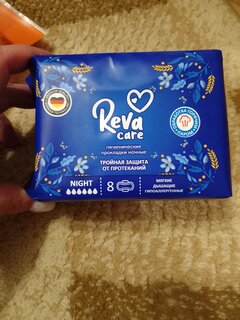 Reva
care
гигиенические
прокладки ночные
ТРОЙНАЯ ЗАЩИТА
ОТ ПРОТЕКАНИЙ
NIGHT
8
МЯГКИЕ
ДЫШАЩИЕ
ГИПОАЛЛЕРГЕННЫЕ